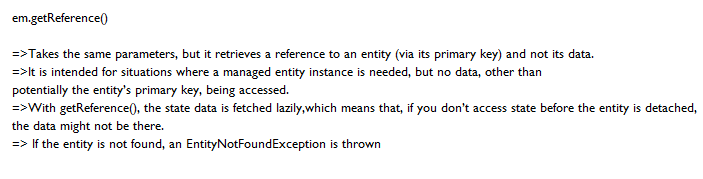 em.getReference()
=>Takes the same parameters, but it retrieves a reference to an entity (via its primary key) and not its data.
=>It is intended for situations where a managed entity instance is needed, but no data, other than
potentially the entity's primary key, being accessed.
=>With getReference(), the state data is fetched lazily,which means that, if you don't access state before the entity is detached,
the data might not be there.
=> If the entity is not found, an EntityNotFoundException is thrown